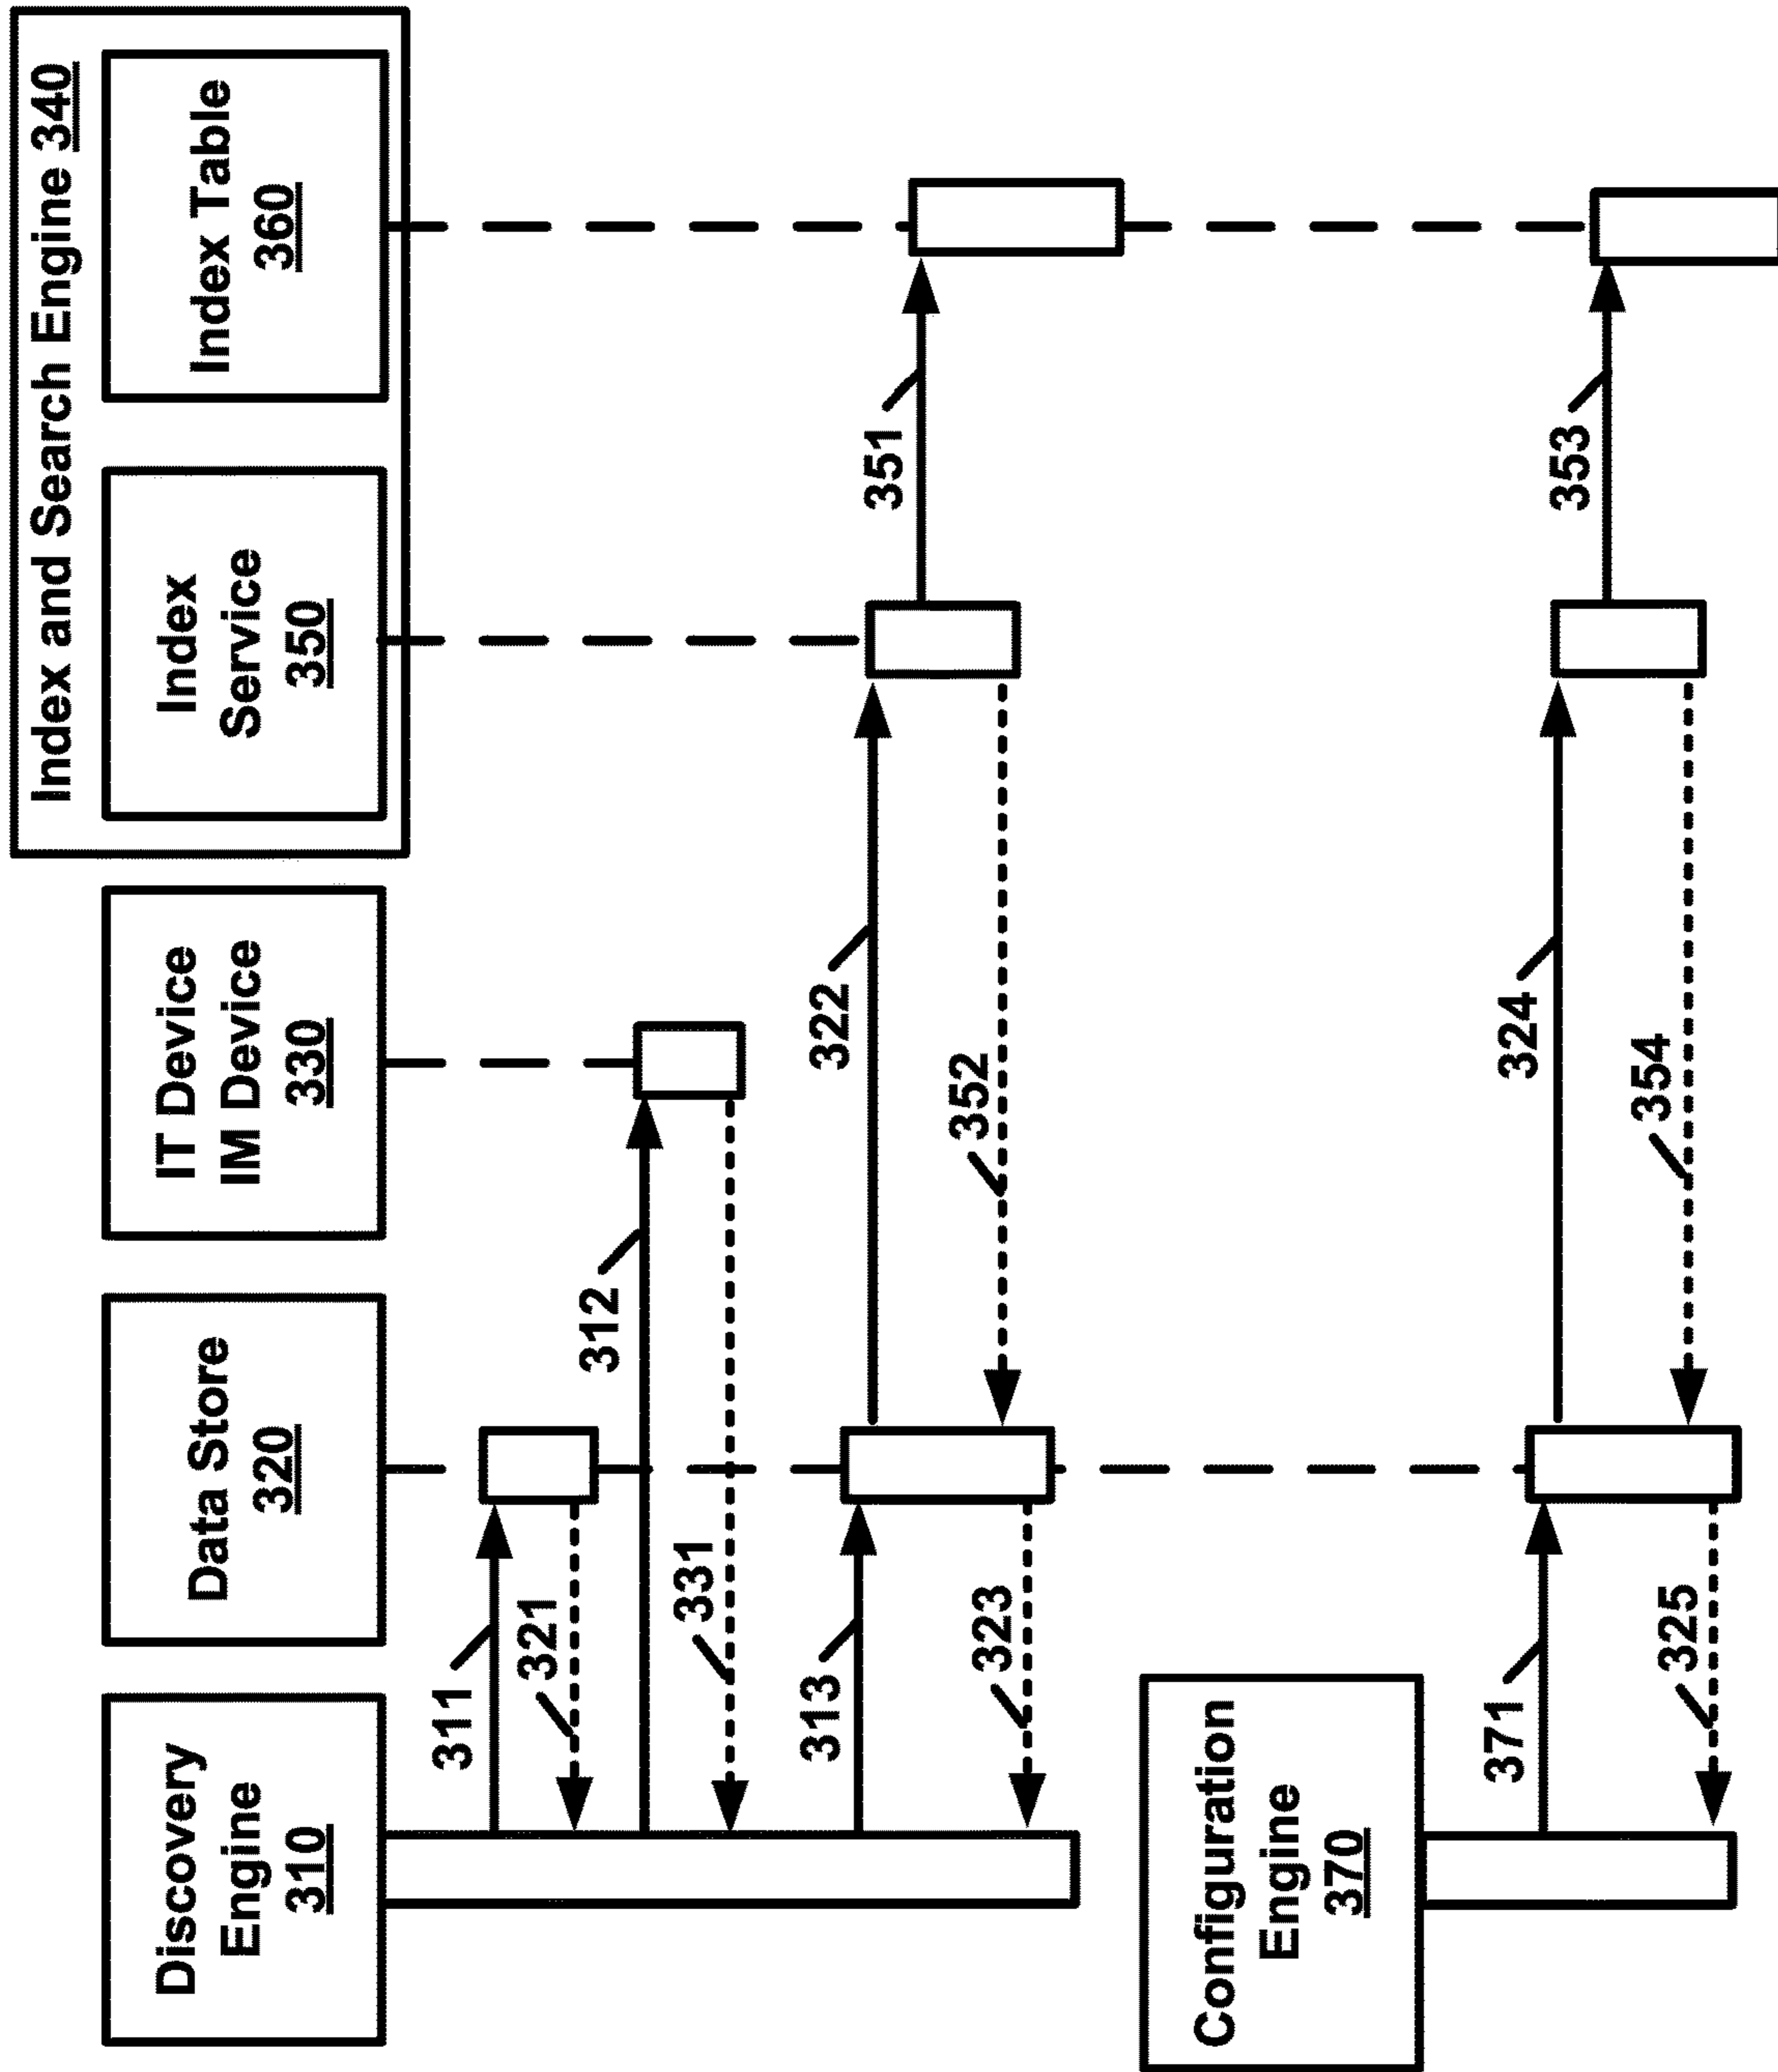 Index and Search Engine 340
Discovery
Engine
310
Data Store
320
IT Device
IM Device
330
Index
Service
350
Index Table
360
311
321
312
331
313
322
351
352
323
Configuration
Engine
370
371
324
353
354
325